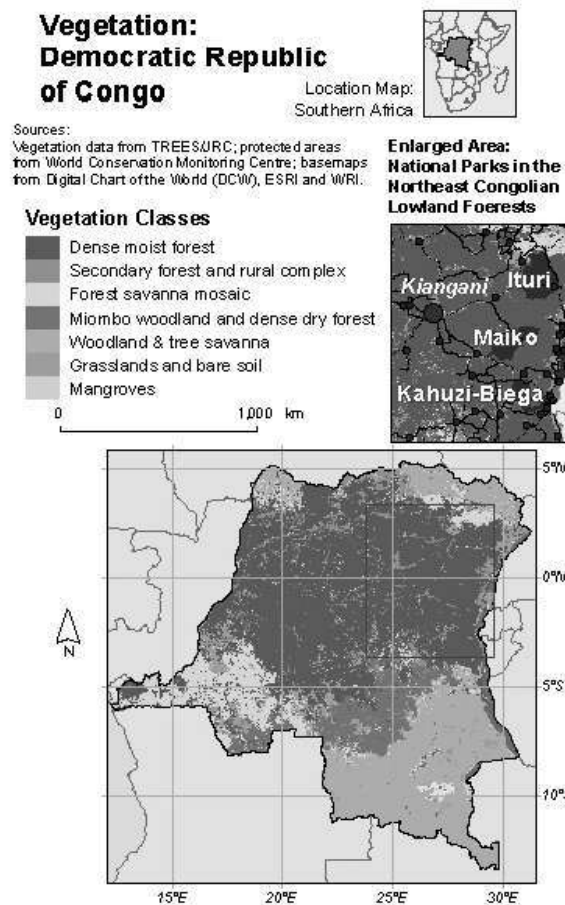 Vegetation:
Democratic Republic
of Congo
Location Map:
Southern Africa
Sources:
Vegetation data from TREES/JRC; protected areas
from World Conservation Monitoring Centre; basemaps
from Digital Chart of the World (DCW), ESRI and WRI.
Enlarged Area:
National Parks in the
Northeast Congolian
Lowland Foerests
Vegetation Classes
Dense moist forest
Secondary forest and rural complex
Forest savanna mosaic
Miombo woodland and dense dry forest
Woodland & tree savanna
Grasslands and bare soil
Mangroves
0 1,000 km
Kiangani
Ituri
Maiko
Kahuzi-Biega
5°W
0°W
5°S
10°S
N
15°E 20°E 25°E 30°E